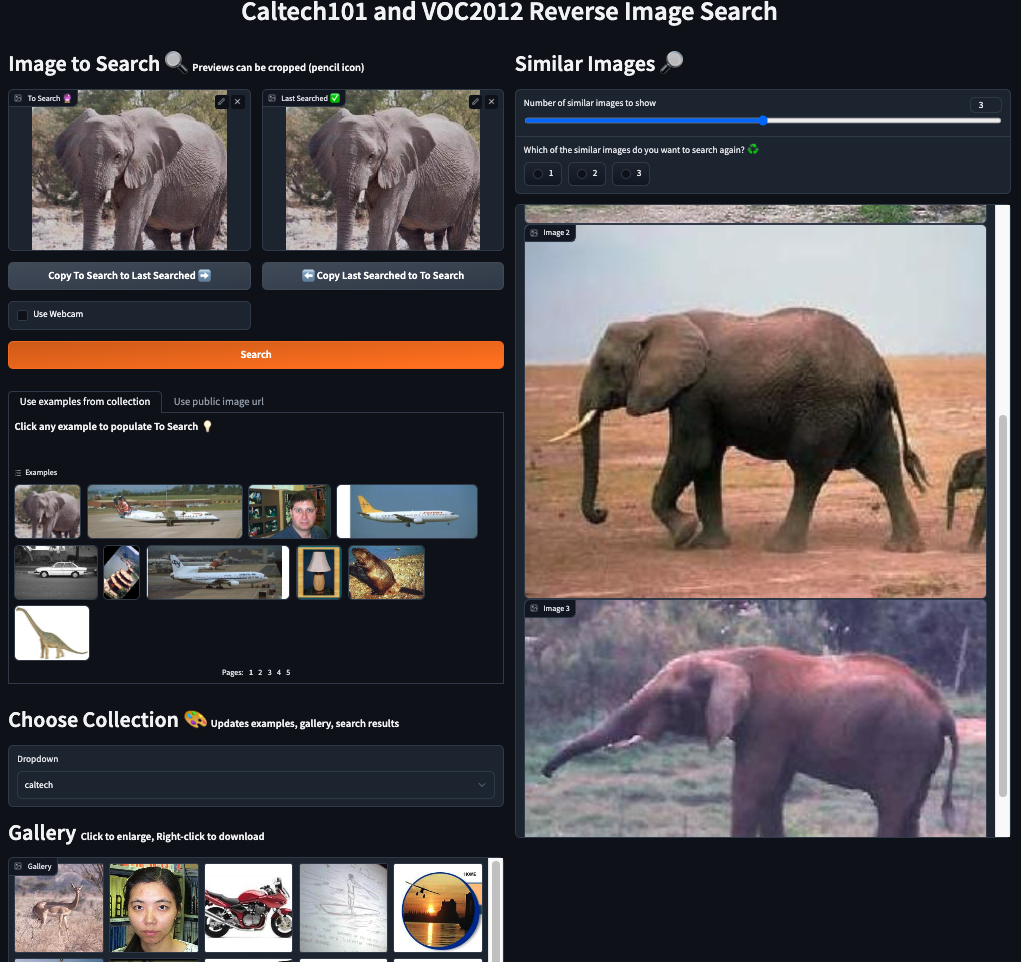 Caltech101 and VOC2012 Reverse Image Search
Image to Search 🔍 Previews can be cropped (pencil icon)
To Search 🔮
Last Searched ✅
Copy To Search to Last Searched ➡️
⬅️ Copy Last Searched to To Search
Use Webcam
Search
Use examples from collection
Use public image url
Click any example to populate To Search 💡
Examples
Pages: 1 2 3 4 5
Choose Collection 🎨 Updates examples, gallery, search results
Dropdown
caltech
Gallery Click to enlarge, Right-click to download
Gallery
HOME
Similar Images 🔎
Number of similar images to show
3
Which of the similar images do you want to search again? ♻️
1
2
3
Image 2
Image 3